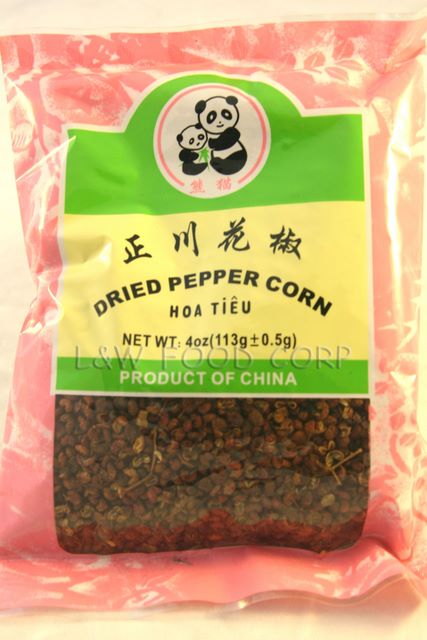 熊猫
正川花椒
DRIED PEPPER CORN
HOA TIÊU
NET WT: 4oz(113g±0.5g)
L&W FOOD CORP
PRODUCT OF CHINA